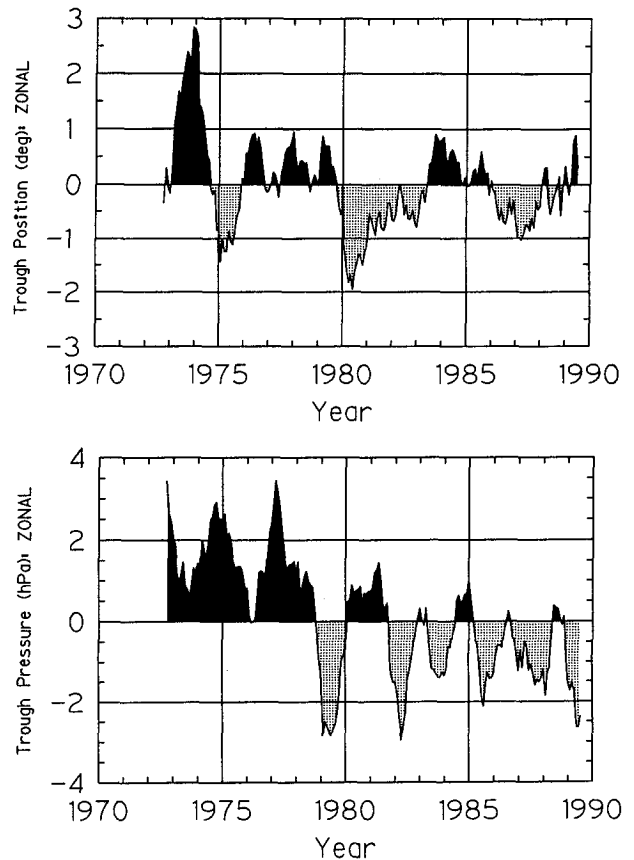 3
2
1
0
−1
−2
−3
Trough Position (deg): ZONAL
1970 1975 1980 1985 1990
Year
4
2
0
−2
−4
Trough Pressure (hPa): ZONAL
1970 1975 1980 1985 1990
Year